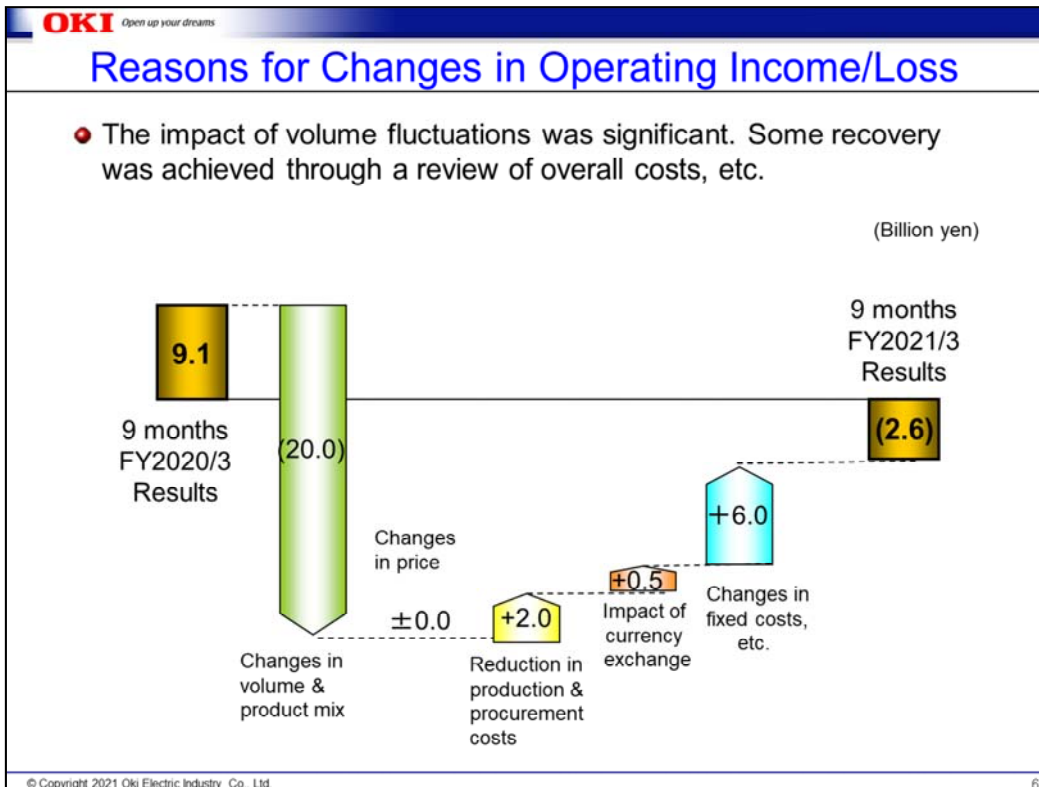 OKI Open up your dreams
Reasons for Changes in Operating Income/Loss
The impact of volume fluctuations was significant. Some recovery
was achieved through a review of overall costs, etc.
(Billion yen)
9.1
9 months
FY2020/3
Results
(20.0)
Changes in
volume &
product mix
Changes
in price
±0.0
+2.0
Reduction in
production &
procurement
costs
+0.5
Impact of
currency
exchange
+6.0
Changes in
fixed costs,
etc.
9 months
FY2021/3
Results
(2.6)
© Copyright 2021 Oki Electric Industry Co., Ltd.
6